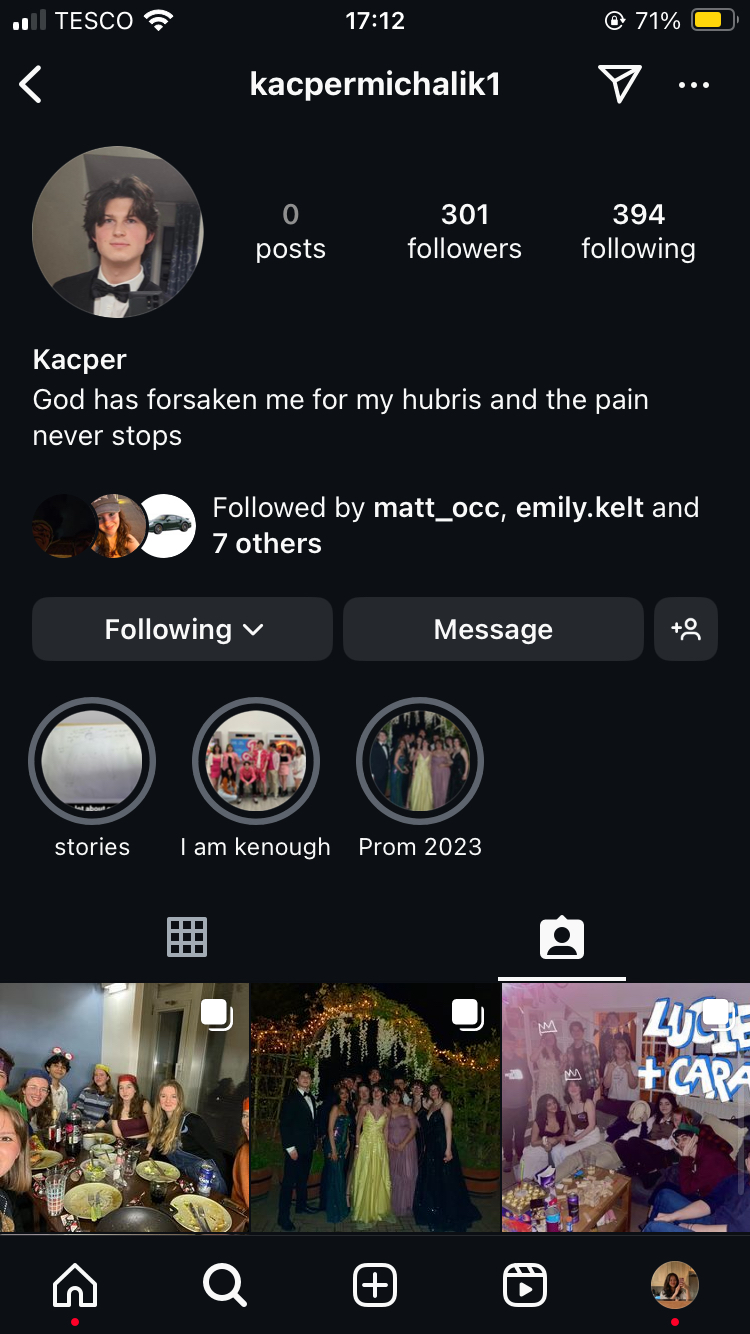 TESCO 17:12 71%
kacpermichalik1
0 301 394
posts followers following
Kacper
God has forsaken me for my hubris and the pain
never stops
Followed by matt_occ, emily.kelt and
7 others
Following Message
stories I am kenough Prom 2023
LUCIE
+ CARA